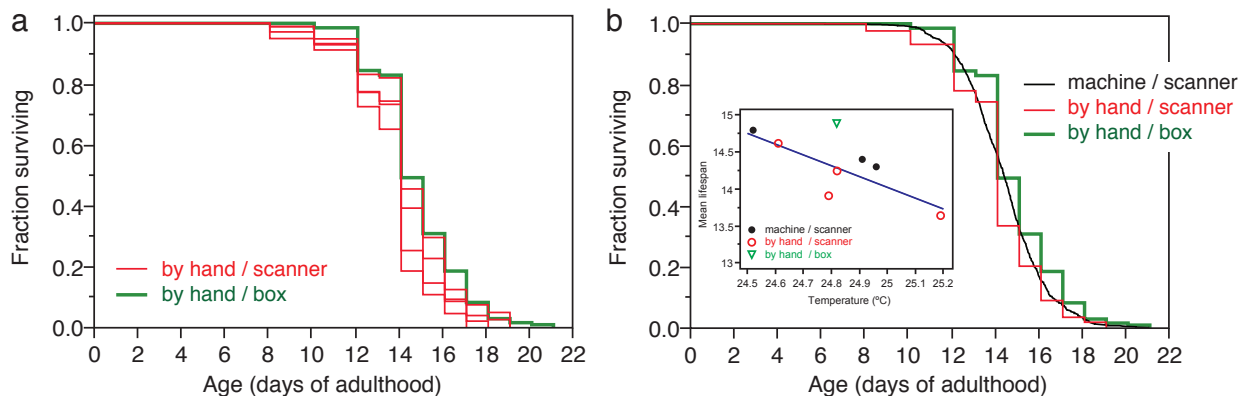 a
Fraction surviving
1.0
0.8
0.6
0.4
0.2
0.0
by hand / scanner
by hand / box
0 2 4 6 8 10 12 14 16 18 20 22
Age (days of adulthood)
b
Fraction surviving
1.0
0.8
0.6
0.4
0.2
0.0
machine / scanner
by hand / scanner
by hand / box
Mean lifespan
15
14.5
14
13.5
13
machine / scanner
by hand / scanner
by hand / box
24.5 24.6 24.7 24.8 24.9 25 25.1 25.2
Temperature (ºC)
0 2 4 6 8 10 12 14 16 18 20 22
Age (days of adulthood)